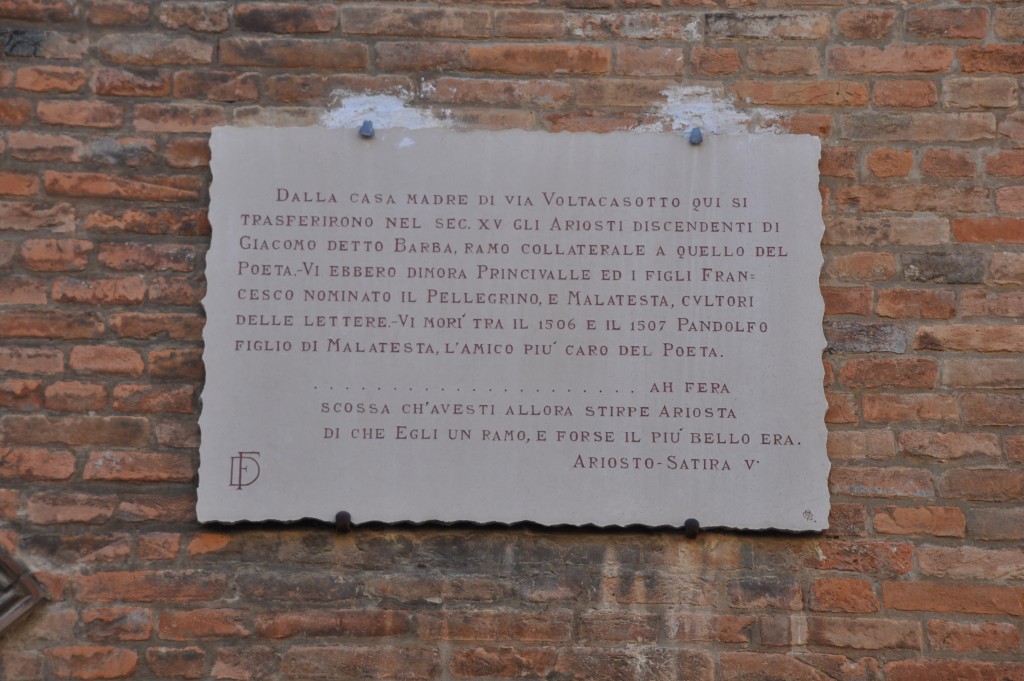 DALLA CASA MADRE DI VIA VOLTACASOTTO QUI SI
TRASFERIRONO NEL SEC. XV GLI ARIOSTI DISCENDENTI DI
GIACOMO DETTO BARBA, RAMO COLLATERALE A QUELLO DEL
POETA.-VI EBBERO DIMORA PRINCIVALLE ED I FIGLI FRAN=
CESCO NOMINATO IL PELLEGRINO, E MALATESTA, CVLTORI
DELLE LETTERE.-VI MORI' TRA IL 1506 E IL 1507 PANDOLFO
FIGLIO DI MALATESTA, L'AMICO PIU' CARO DEL POETA.
. . . . . . . . . . . . . . . . . . . . . . . . AH FERA
SCOSSA CH'AVESTI ALLORA STIRPE ARIOSTA
DI CHE EGLI UN RAMO, E FORSE IL PIU' BELLO ERA.
ARIOSTO-SATIRA V·